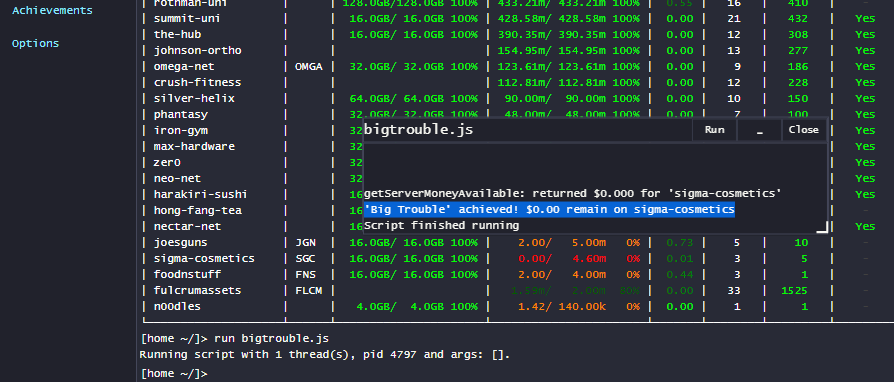 Achievements
Options
rothman-uni | | 128.0GB/128.0GB 100% | 433.21m/ 433.21m 100% | 0.55 | 16 | 410 | -
summit-uni | | 16.0GB/ 16.0GB 100% | 428.58m/ 428.58m 100% | 0.00 | 21 | 432 | Yes
the-hub | | 16.0GB/ 16.0GB 100% | 390.35m/ 390.35m 100% | 0.00 | 12 | 308 | Yes
johnson-ortho | | | 154.95m/ 154.95m 100% | 0.00 | 13 | 277 | Yes
omega-net | OMGA | 32.0GB/ 32.0GB 100% | 123.61m/ 123.61m 100% | 0.00 | 9 | 186 | Yes
crush-fitness | | | 112.81m/ 112.81m 100% | 0.00 | 12 | 228 | Yes
silver-helix | | 64.0GB/ 64.0GB 100% | 90.00m/ 90.00m 100% | 0.00 | 10 | 150 | Yes
phantasy | | 32.0GB/ 32.0GB 100% | 48.00m/ 48.00m 100% | 0.00 | 7 | 100 | Yes
iron-gym | | 32 Yes
max-hardware | | 32 Yes
zer0 | | 32 Yes
neo-net | | 32 Yes
harakiri-sushi | | 16 Yes
hong-fang-tea | | 16 -
nectar-net | | 16 Yes
bigtrouble.js Run _ Close
getServerMoneyAvailable: returned $0.000 for 'sigma-cosmetics'
'Big Trouble' achieved! $0.00 remain on sigma-cosmetics
Script finished running
joesguns | JGN | 16.0GB/ 16.0GB 100% | 2.00/ 5.00m 0% | 0.73 | 5 | 10 | -
sigma-cosmetics | SGC | 16.0GB/ 16.0GB 100% | 0.00/ 4.60m 0% | 0.01 | 3 | 5 | -
foodnstuff | FNS | 16.0GB/ 16.0GB 100% | 2.00/ 4.00m 0% | 0.44 | 3 | 1 | -
fulcrumassets | FLCM | | 1.59m/ 2.00m 80% | 0.00 | 33 | 1525 | -
n00dles | | 4.0GB/ 4.0GB 100% | 1.42/ 140.00k 0% | 0.00 | 1 | 1 | -
[home ~/]> run bigtrouble.js
Running script with 1 thread(s), pid 4797 and args: [].
[home ~/]>